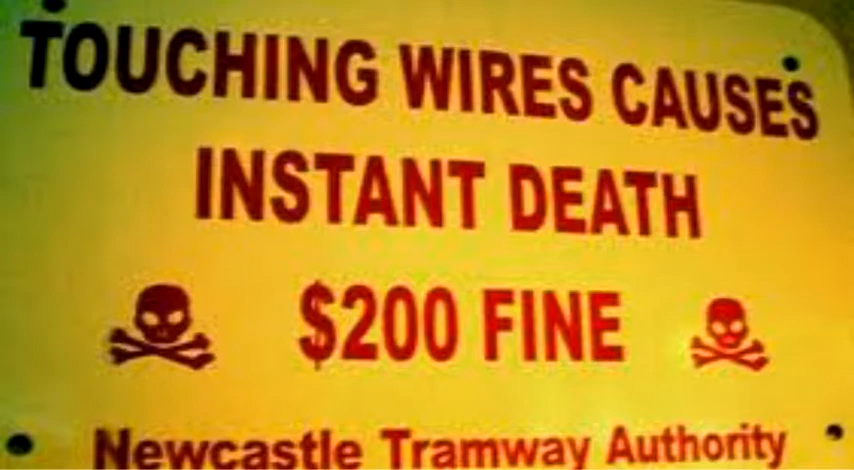 TOUCHING WIRES CAUSES
INSTANT DEATH
$200 FINE
Newcastle Tramway Authority